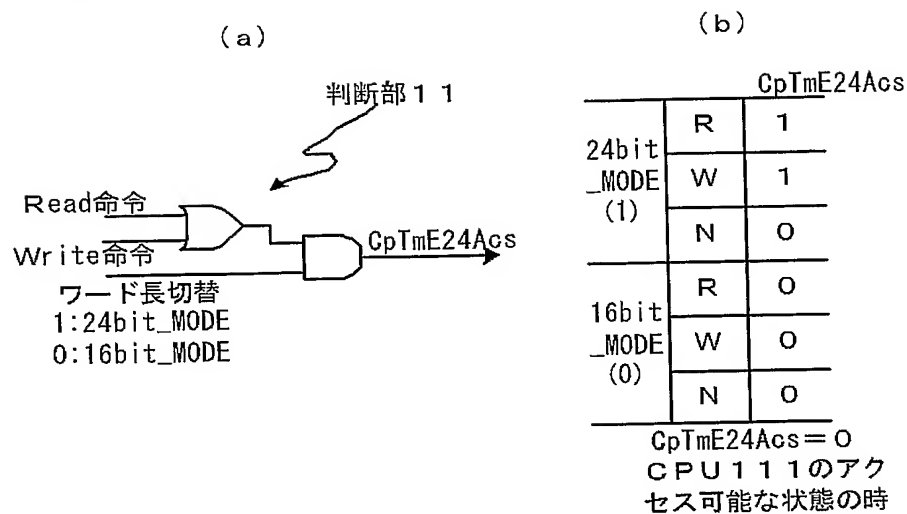 (a)
判断部11
Read命令
Write命令
CpTmE24Acs
ワード長切替
1:24bit_MODE
0:16bit_MODE
(b)
CpTmE24Acs
24bit
_MODE
(1)
R 1
W 1
N 0
16bit
_MODE
(0)
R 0
W 0
N 0
CpTmE24Acs=0
CPU111のアク
セス可能な状態の時